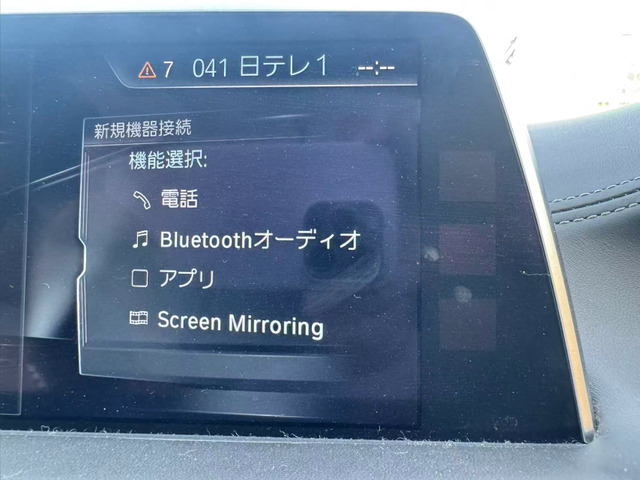 7 041 日テレ1 --:--
新規機器接続
機能選択:
電話
Bluetoothオーディオ
アプリ
Screen Mirroring